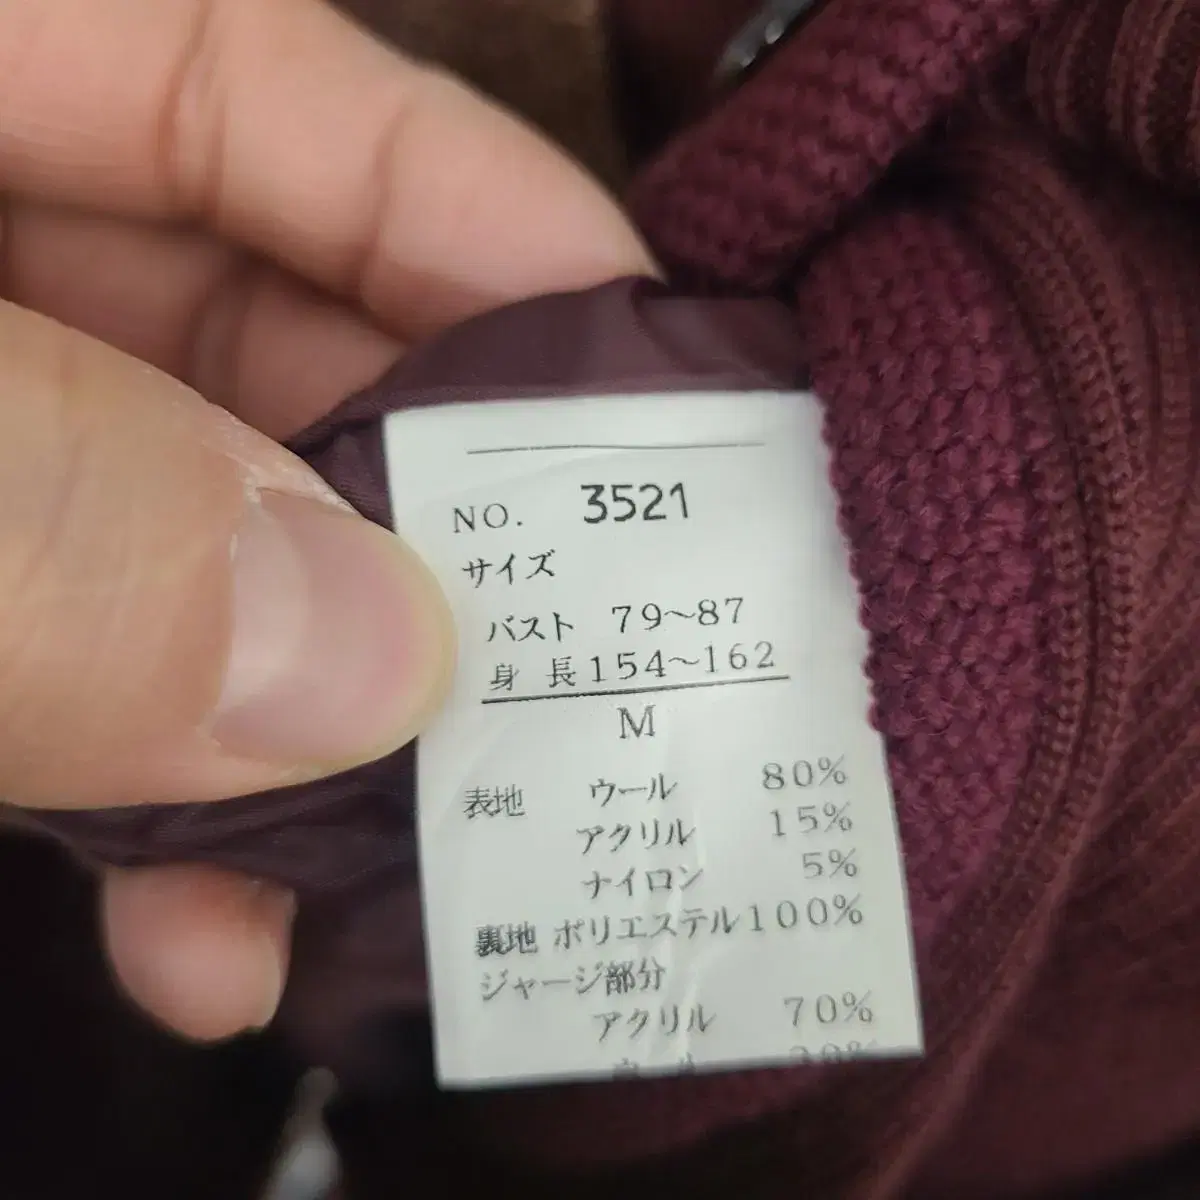 NO. 3521
サイズ
バスト 79~87
身長154~162
M
表地 ウール 80%
アクリル 15%
ナイロン 5%
裏地 ポリエステル100%
ジャージ部分
アクリル 70%